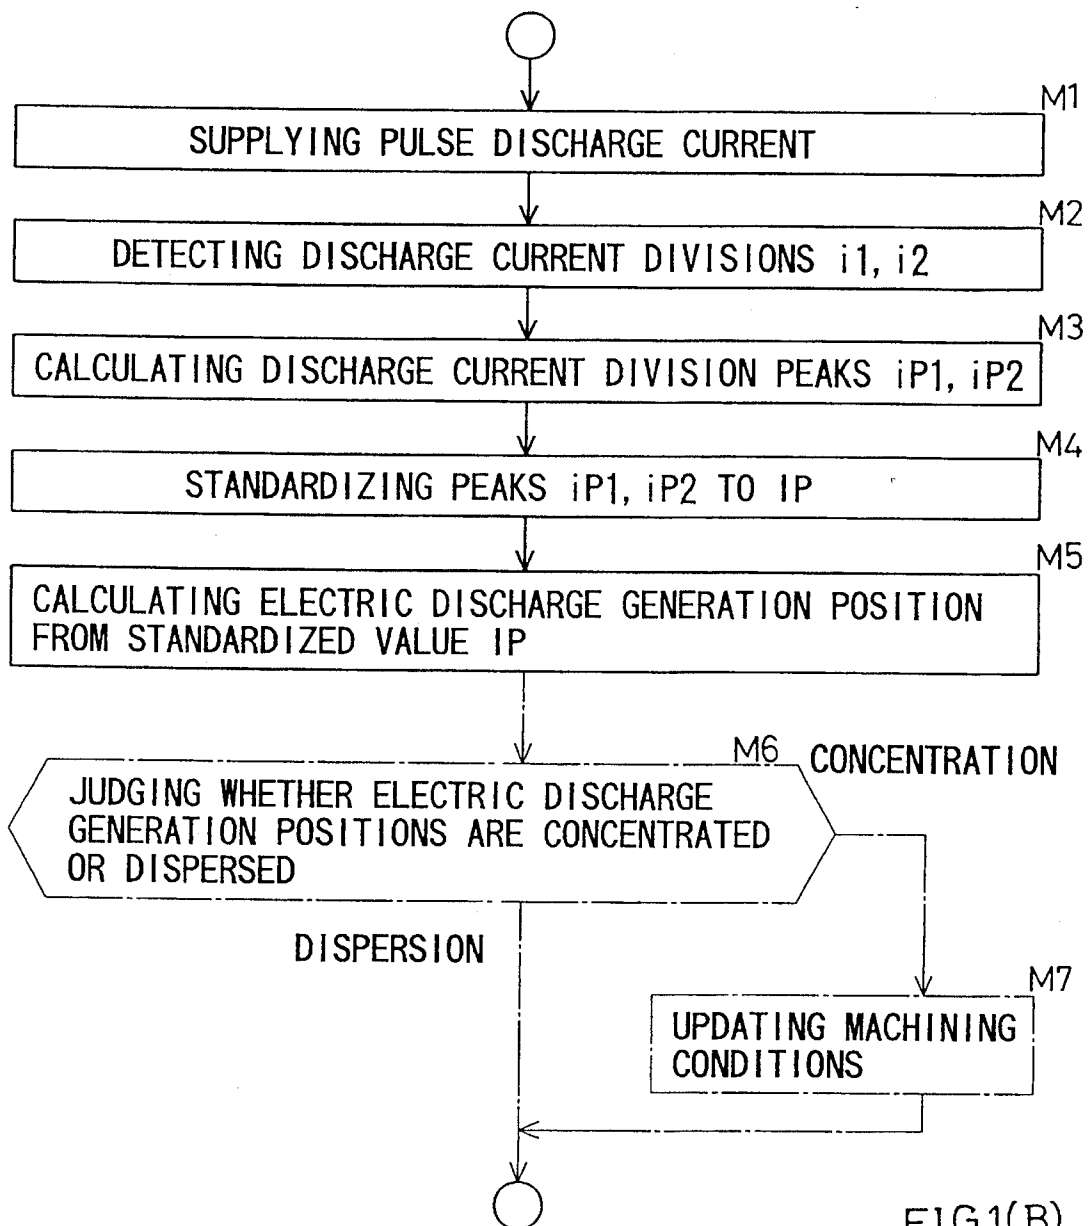 M1
SUPPLYING PULSE DISCHARGE CURRENT
M2
DETECTING DISCHARGE CURRENT DIVISIONS i1, i2
M3
CALCULATING DISCHARGE CURRENT DIVISION PEAKS iP1, iP2
M4
STANDARDIZING PEAKS iP1, iP2 TO IP
M5
CALCULATING ELECTRIC DISCHARGE GENERATION POSITION
FROM STANDARDIZED VALUE IP
M6
CONCENTRATION
JUDGING WHETHER ELECTRIC DISCHARGE
GENERATION POSITIONS ARE CONCENTRATED
OR DISPERSED
DISPERSION
M7
UPDATING MACHINING
CONDITIONS
FIG.1(B)